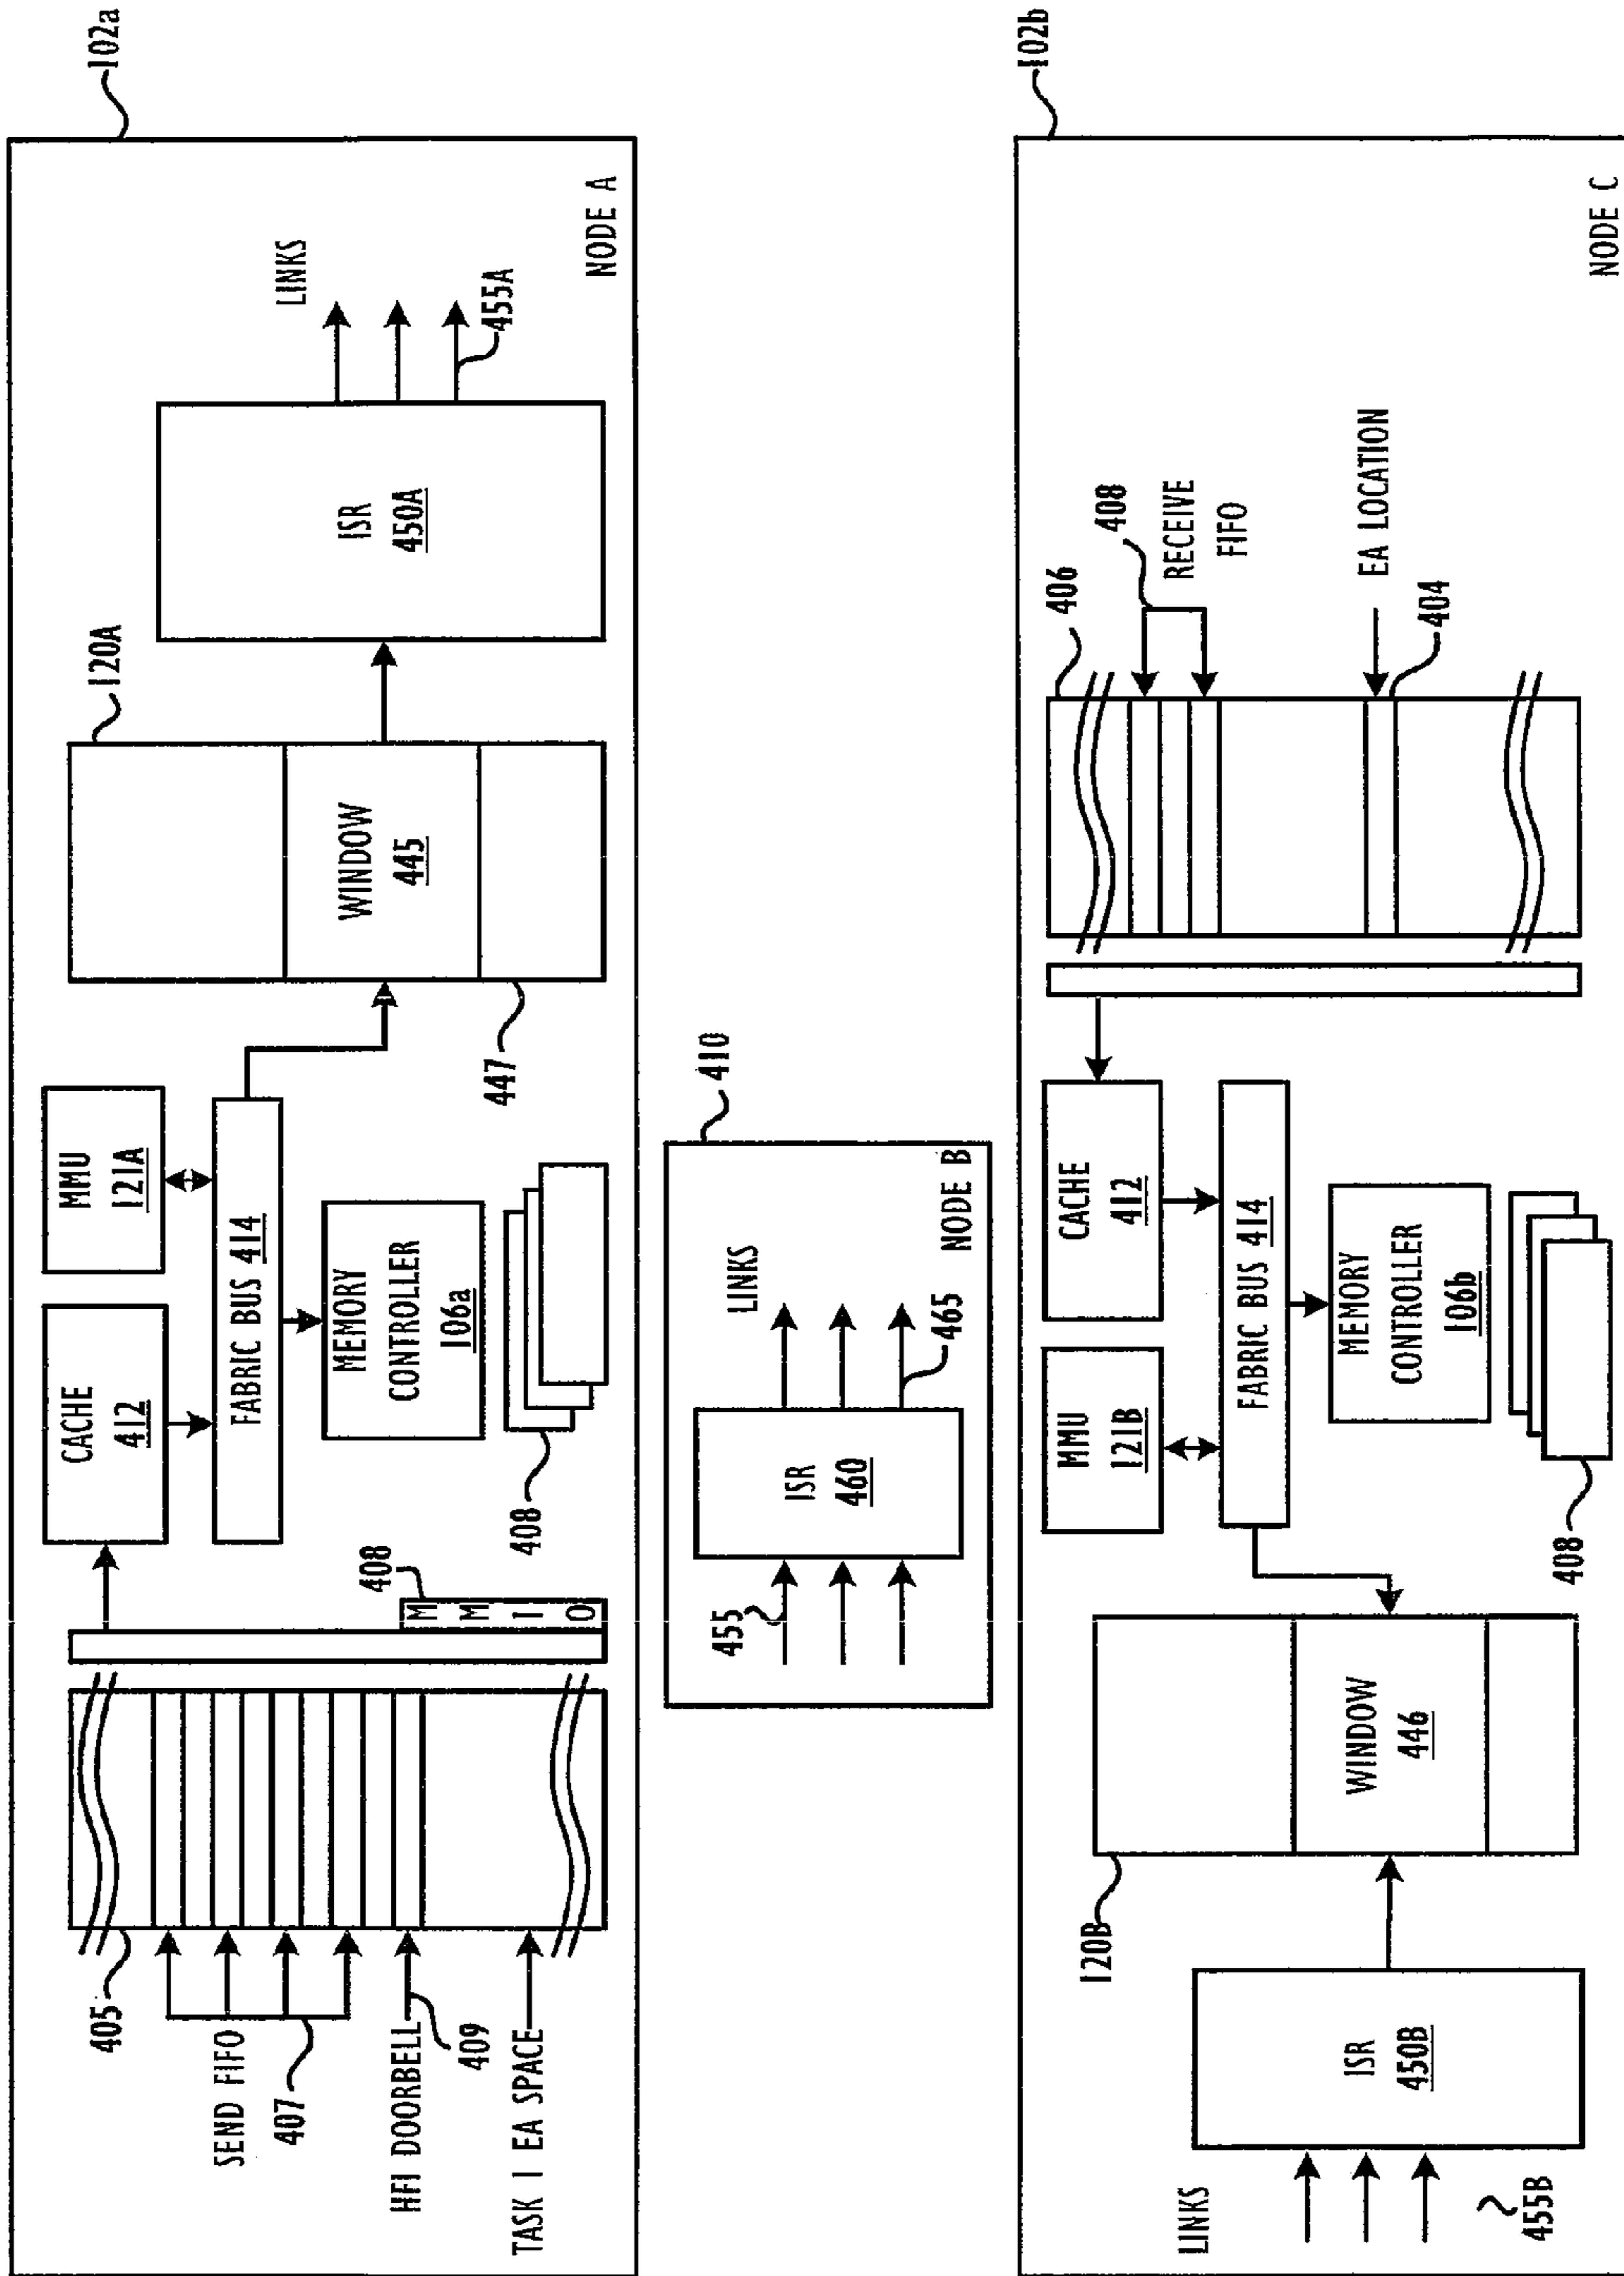 102a
SEND FIFO
407
405
HFI DOORBELL
409
TASK 1 EA SPACE
M
M
I
O
408
CACHE
412
MMU
121A
FABRIC BUS 414
MEMORY
CONTROLLER
106a
408
120A
WINDOW
445
447
ISR
450A
LINKS
455A
NODE A
410
455
ISR
460
LINKS
465
NODE B
102b
LINKS
455B
ISR
450B
120B
WINDOW
446
MMU
121B
CACHE
412
FABRIC BUS 414
MEMORY
CONTROLLER
106b
408
406
408
RECEIVE
FIFO
EA LOCATION
404
NODE C